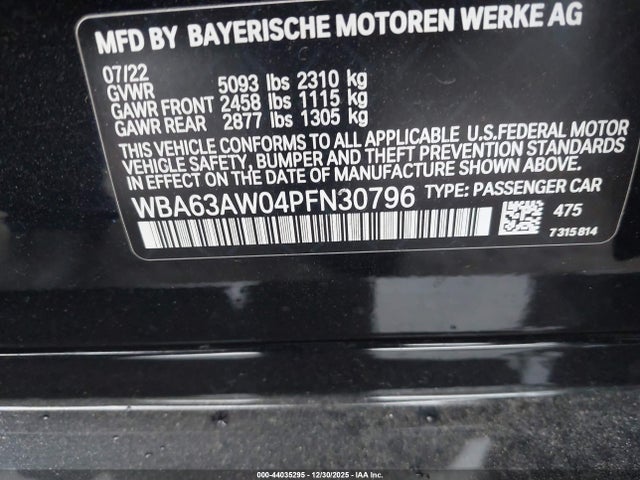 MFD BY BAYERISCHE MOTOREN WERKE AG
07/22
GVWR 5093 lbs 2310 kg
GAWR FRONT 2458 lbs 1115 kg
GAWR REAR 2877 lbs 1305 kg
THIS VEHICLE CONFORMS TO ALL APPLICABLE U.S.FEDERAL MOTOR
VEHICLE SAFETY, BUMPER AND THEFT PREVENTION STANDARDS
IN EFFECT ON THE DATE OF MANUFACTURE SHOWN ABOVE.
WBA63AW04PFN30796 TYPE: PASSENGER CAR
475
7315814
000-44035295 - 12/30/2025 - IAA Inc.